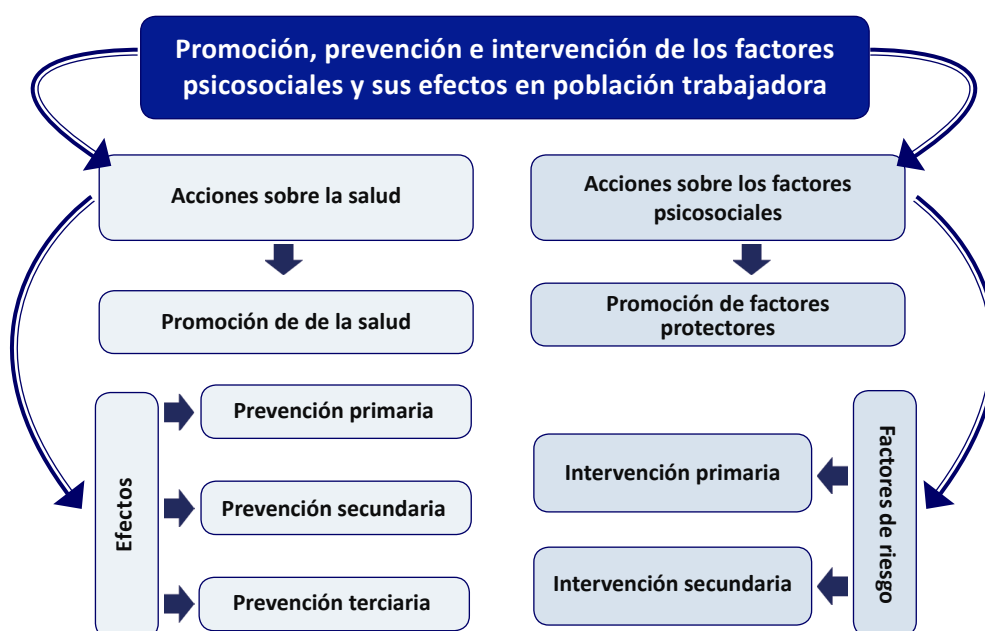 Promoción, prevención e intervención de los factores
psicosociales y sus efectos en población trabajadora
Acciones sobre la salud
Acciones sobre los factores
psicosociales
Promoción de de la salud
Promoción de factores
protectores
Efectos
Prevención primaria
Prevención secundaria
Prevención terciaria
Factores de riesgo
Intervención primaria
Intervención secundaria